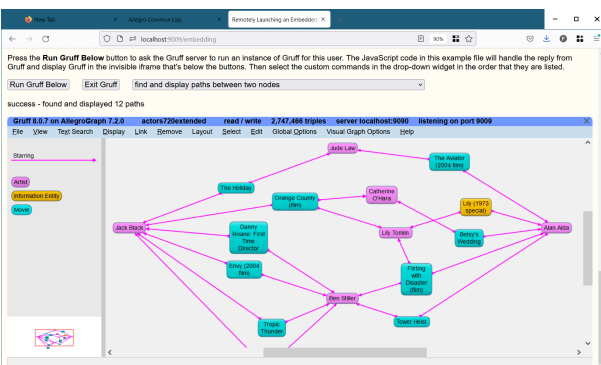 New Tab
Allegro Common Lisp
Remotely Launching an Embedded
localhost:9009/embedding
90%
Press the Run Gruff Below button to ask the Gruff server to run an instance of Gruff for this user. The JavaScript code in this example file will handle the reply from
Gruff and display Gruff in the invisible iframe that's below the buttons. Then select the custom commands in the drop-down widget in the order that they are listed.
Run Gruff Below
Exit Gruff
find and display paths between two nodes
success - found and displayed 12 paths
Gruff 8.0.7 on AllegroGraph 7.2.0 actors720extended read / write 2,747,466 triples server localhost:9090 listening on port 9009
File View Text Search Display Link Remove Layout Select Edit Global Options Visual Graph Options Help
Starring
Artist
Information Entity
Movie
Jude Law
The Aviator
(2004 film)
The Holiday
Catherine
O'Hara
Orange County
(film)
Lily (1973
special)
Jack Black
Danny
Roane: First
Time
Director
Lily Tomlin
Betsy's
Wedding
Alan Alda
Envy (2004
film)
Flirting
with
Disaster
(film)
Ben Stiller
Tropic
Thunder
Tower Heist